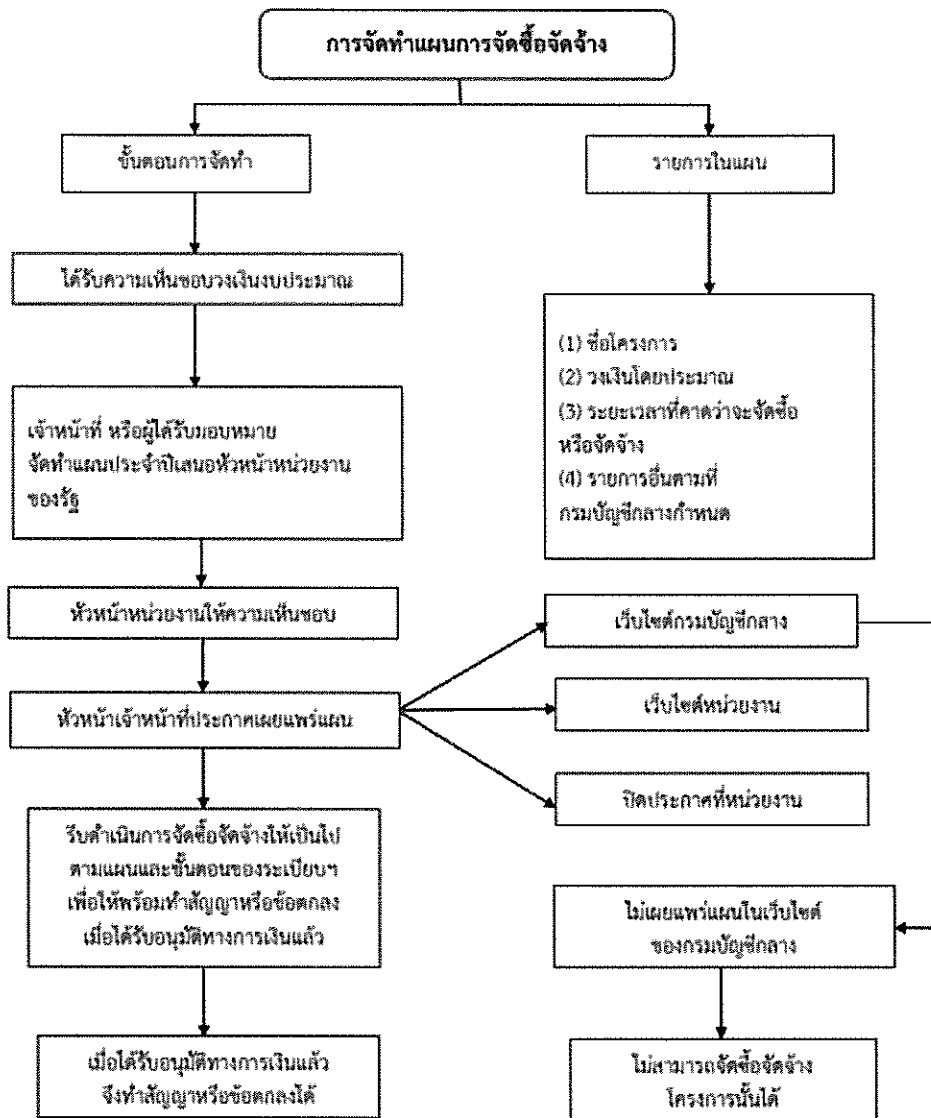 การจัดทำแผนการจัดซื้อจัดจ้าง
ขั้นตอนการจัดทำ
รายการในแผน
ได้รับความเห็นชอบวงเงินงบประมาณ
เจ้าหน้าที่ หรือผู้ได้รับมอบหมาย
จัดทำแผนประจำปีเสนอหัวหน้าหน่วยงาน
ของรัฐ
(1) ชื่อโครงการ
(2) วงเงินโดยประมาณ
(3) ระยะเวลาที่คาดว่าจะจัดซื้อ
หรือจัดจ้าง
(4) รายการอื่นตามที่
กรมบัญชีกลางกำหนด
หัวหน้าหน่วยงานให้ความเห็นชอบ
หัวหน้าเจ้าหน้าที่ประกาศเผยแพร่แผน
เว็บไซต์กรมบัญชีกลาง
เว็บไซต์หน่วยงาน
ปิดประกาศที่หน่วยงาน
รีบดำเนินการจัดซื้อจัดจ้างให้เป็นไป
ตามแผนและขั้นตอนของระเบียบฯ
เพื่อให้พร้อมทำสัญญาหรือข้อตกลง
เมื่อได้รับอนุมัติทางการเงินแล้ว
ไม่เผยแพร่แผนในเว็บไซต์
ของกรมบัญชีกลาง
เมื่อได้รับอนุมัติทางการเงินแล้ว
จึงทำสัญญาหรือข้อตกลงได้
ไม่สามารถจัดซื้อจัดจ้าง
โครงการนั้นได้